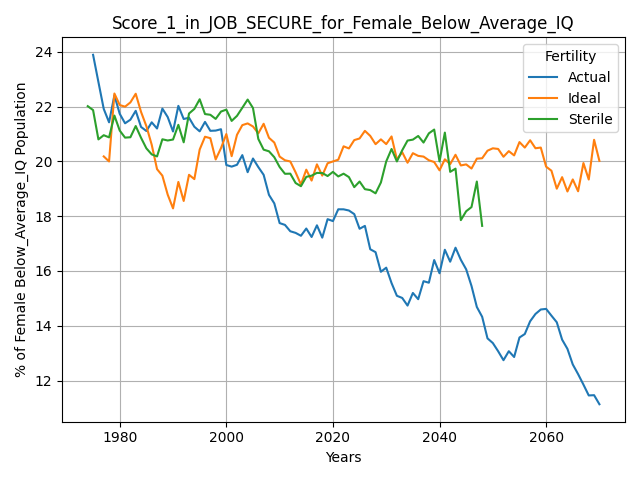 Score_1_in_JOB_SECURE_for_Female_Below_Average_IQ
% of Female Below_Average_IQ Population
24
22
20
18
16
14
12
Fertility
Actual
Ideal
Sterile
1980 2000 2020 2040 2060
Years